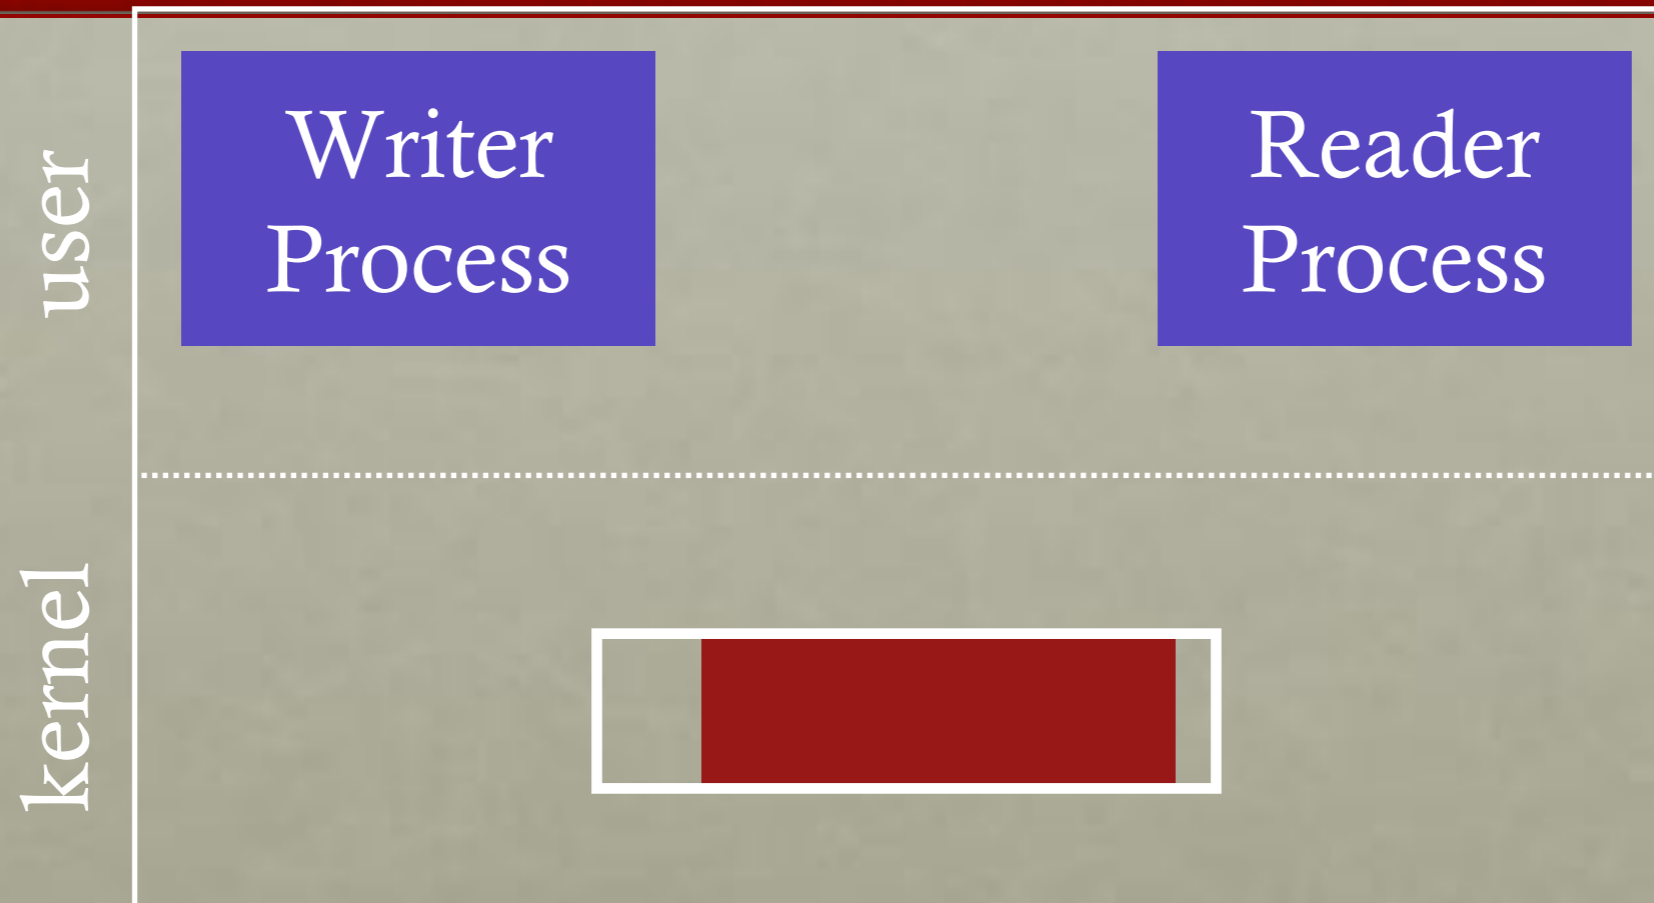 user
Writer
Process
Reader
Process
kernel